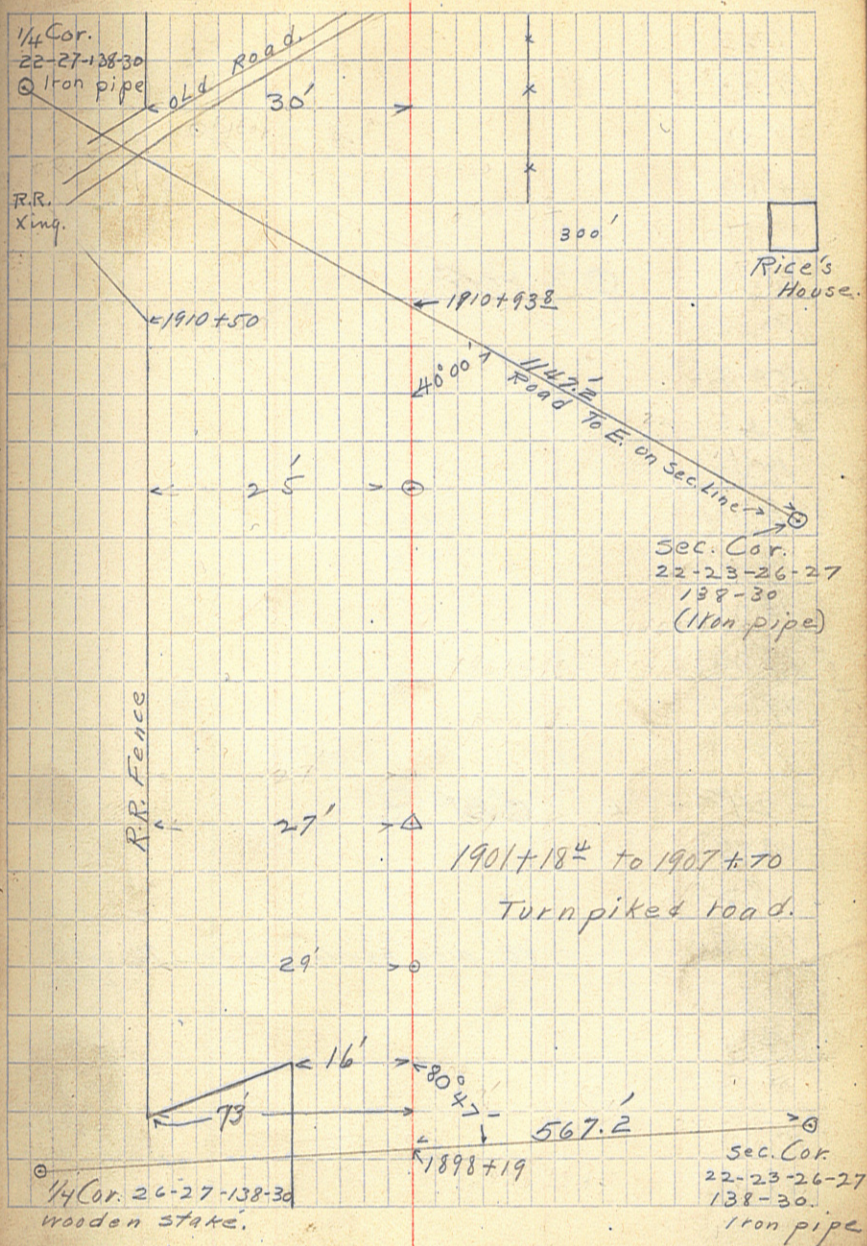 1/4 Cor.
22-27-138-30
Iron pipe
OLd Road.
30'
R.R.
Xing.
300'
Rice's
House.
1910+938
1910+50
40°00'
1147.2'
Road To E. on Sec. Line
25'
Sec. Cor.
22-23-26-27
138-30
(Iron pipe)
R.R. Fence
27'
1901+18 4 to 1907+70
Turnpiked road.
29'
16'
80°47'
73'
567.2'
1898+19
Sec. Cor.
22-23-26-27
138-30.
Iron pipe
1/4 Cor. 26-27-138-30
wooden stake.